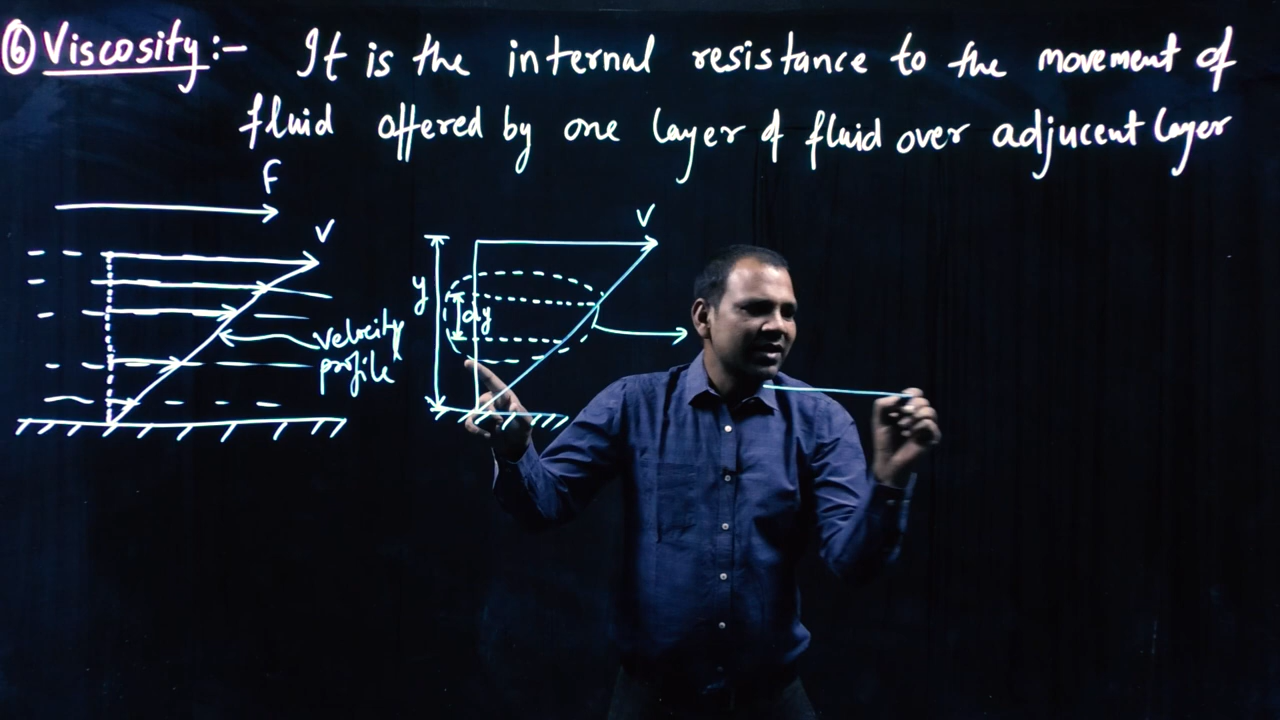 ⑥ Viscosity :- It is the internal resistance to the movement of
fluid offered by one layer of fluid over adjucent layer
F
V
velocity
profile
V
y
dy